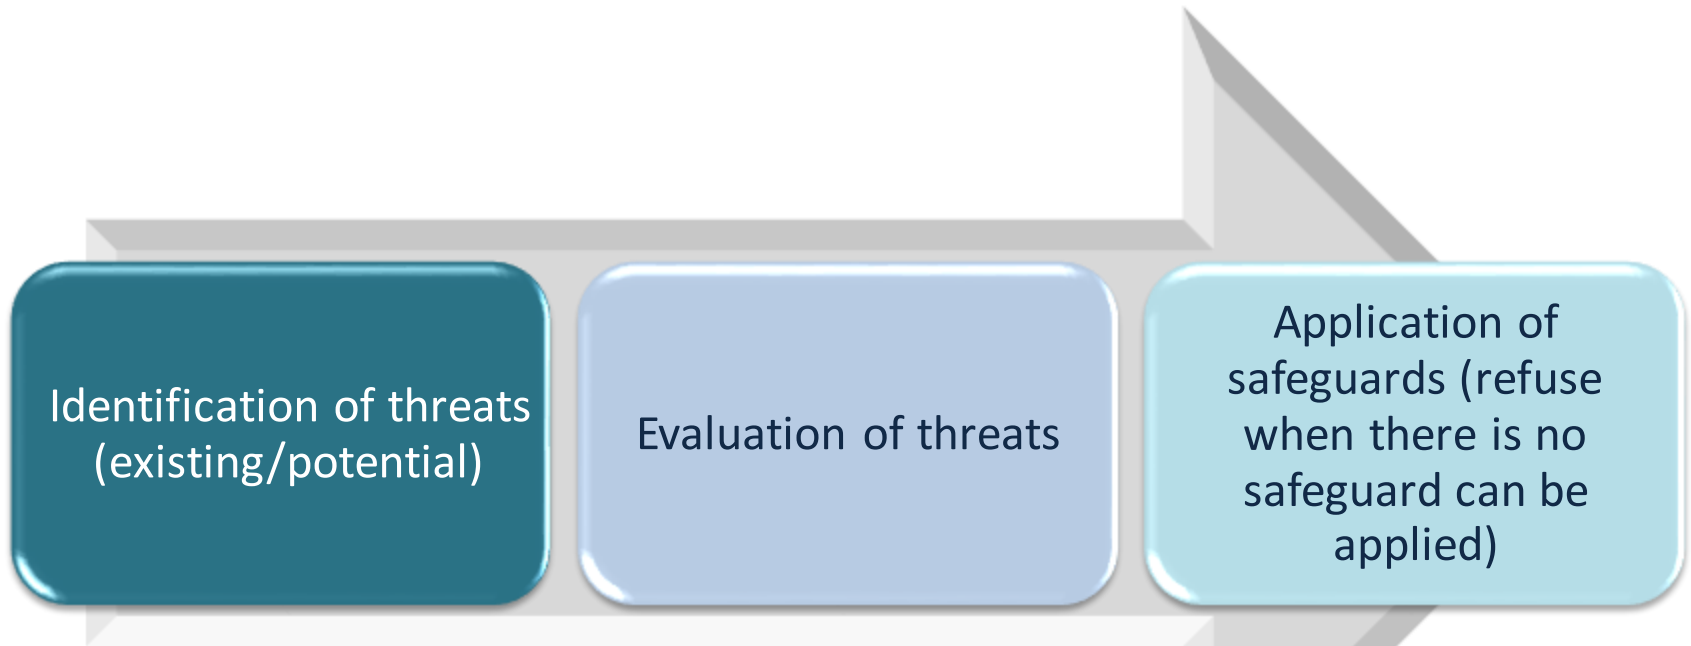 Identification of threats
(existing/potential)
Evaluation of threats
Application of
safeguards (refuse
when there is no
safeguard can be
applied)